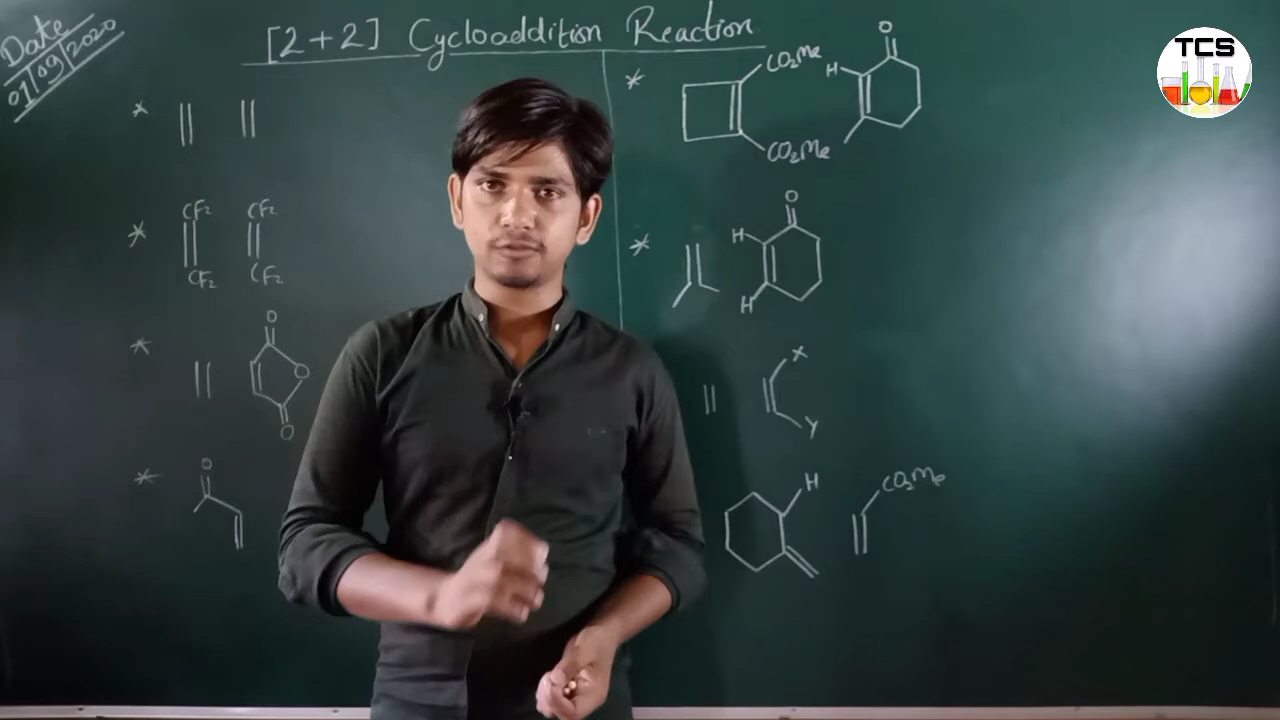 Date
01/09/2020
[2+2] Cycloaddition Reaction
TCS
*
*
CF2 CF2
CF2 CF2
*
O
O
O
*
O
*
CO2Me
CO2Me
H
O
*
H
O
H
X
Y
H
CO2Me